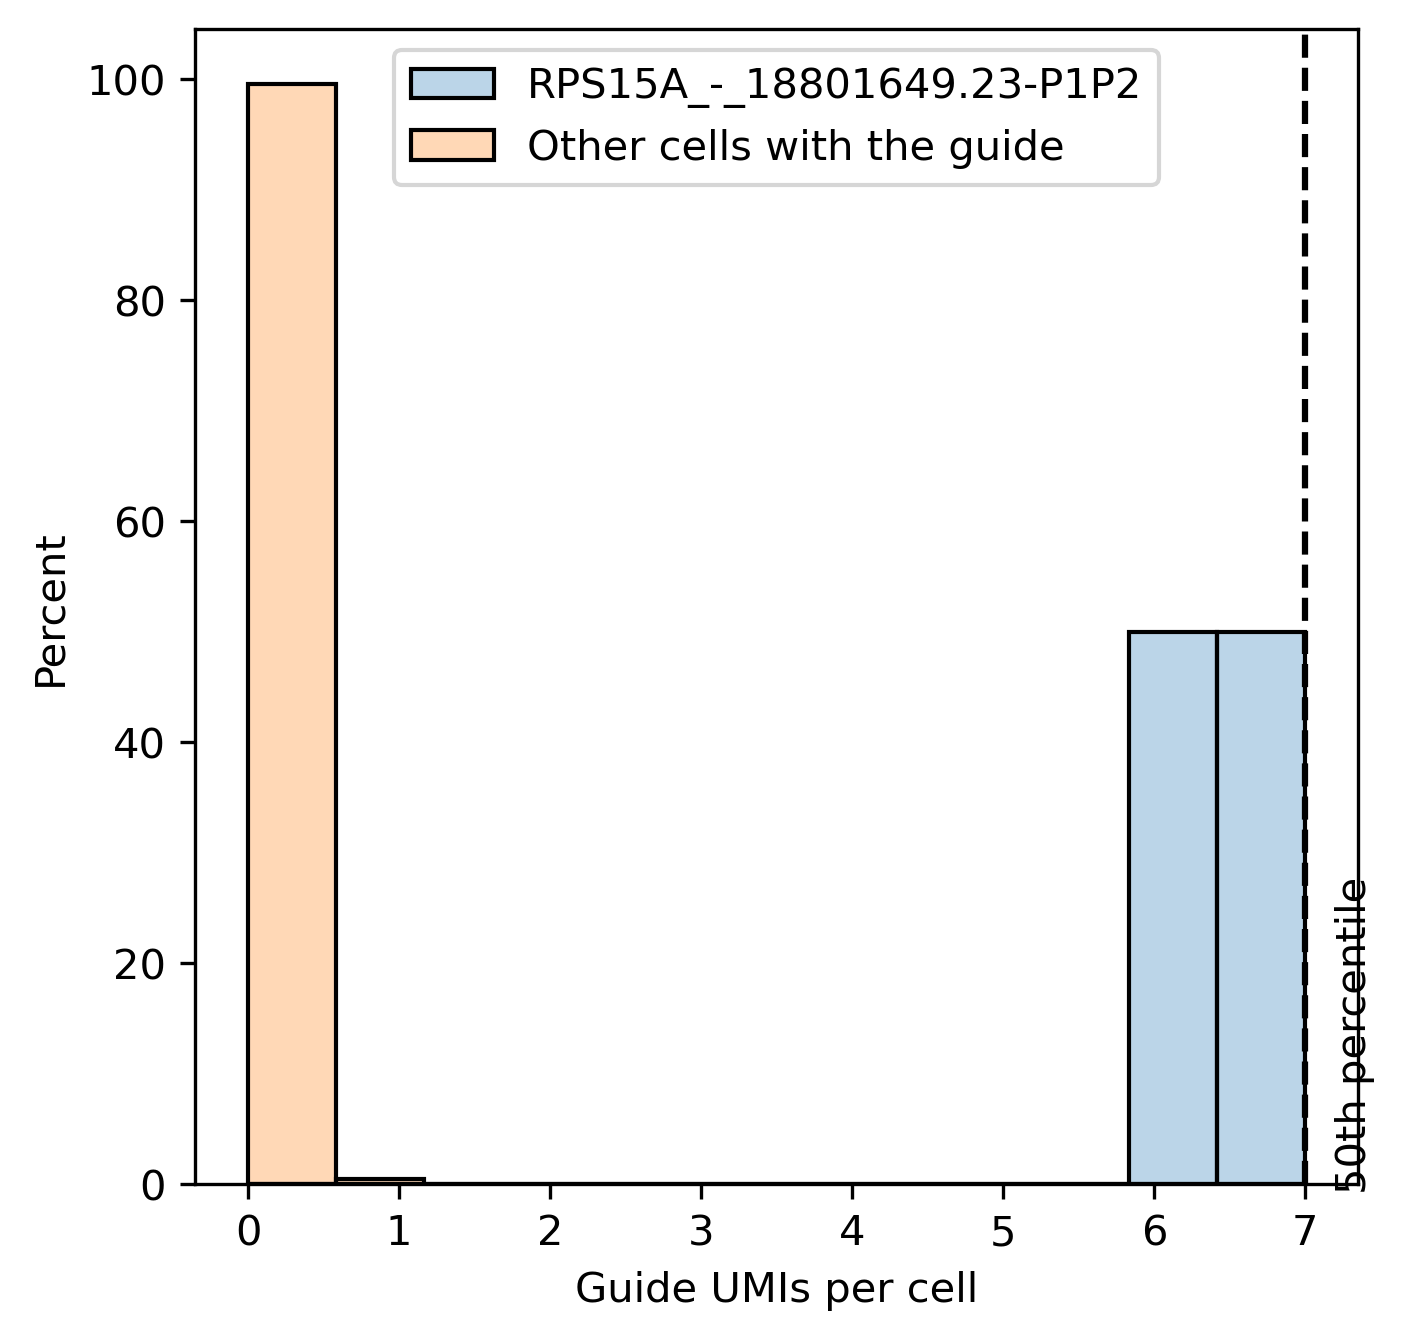 100
80
60
40
20
0
Percent
RPS15A_-_18801649.23-P1P2
Other cells with the guide
50th percentile
0 1 2 3 4 5 6 7
Guide UMIs per cell